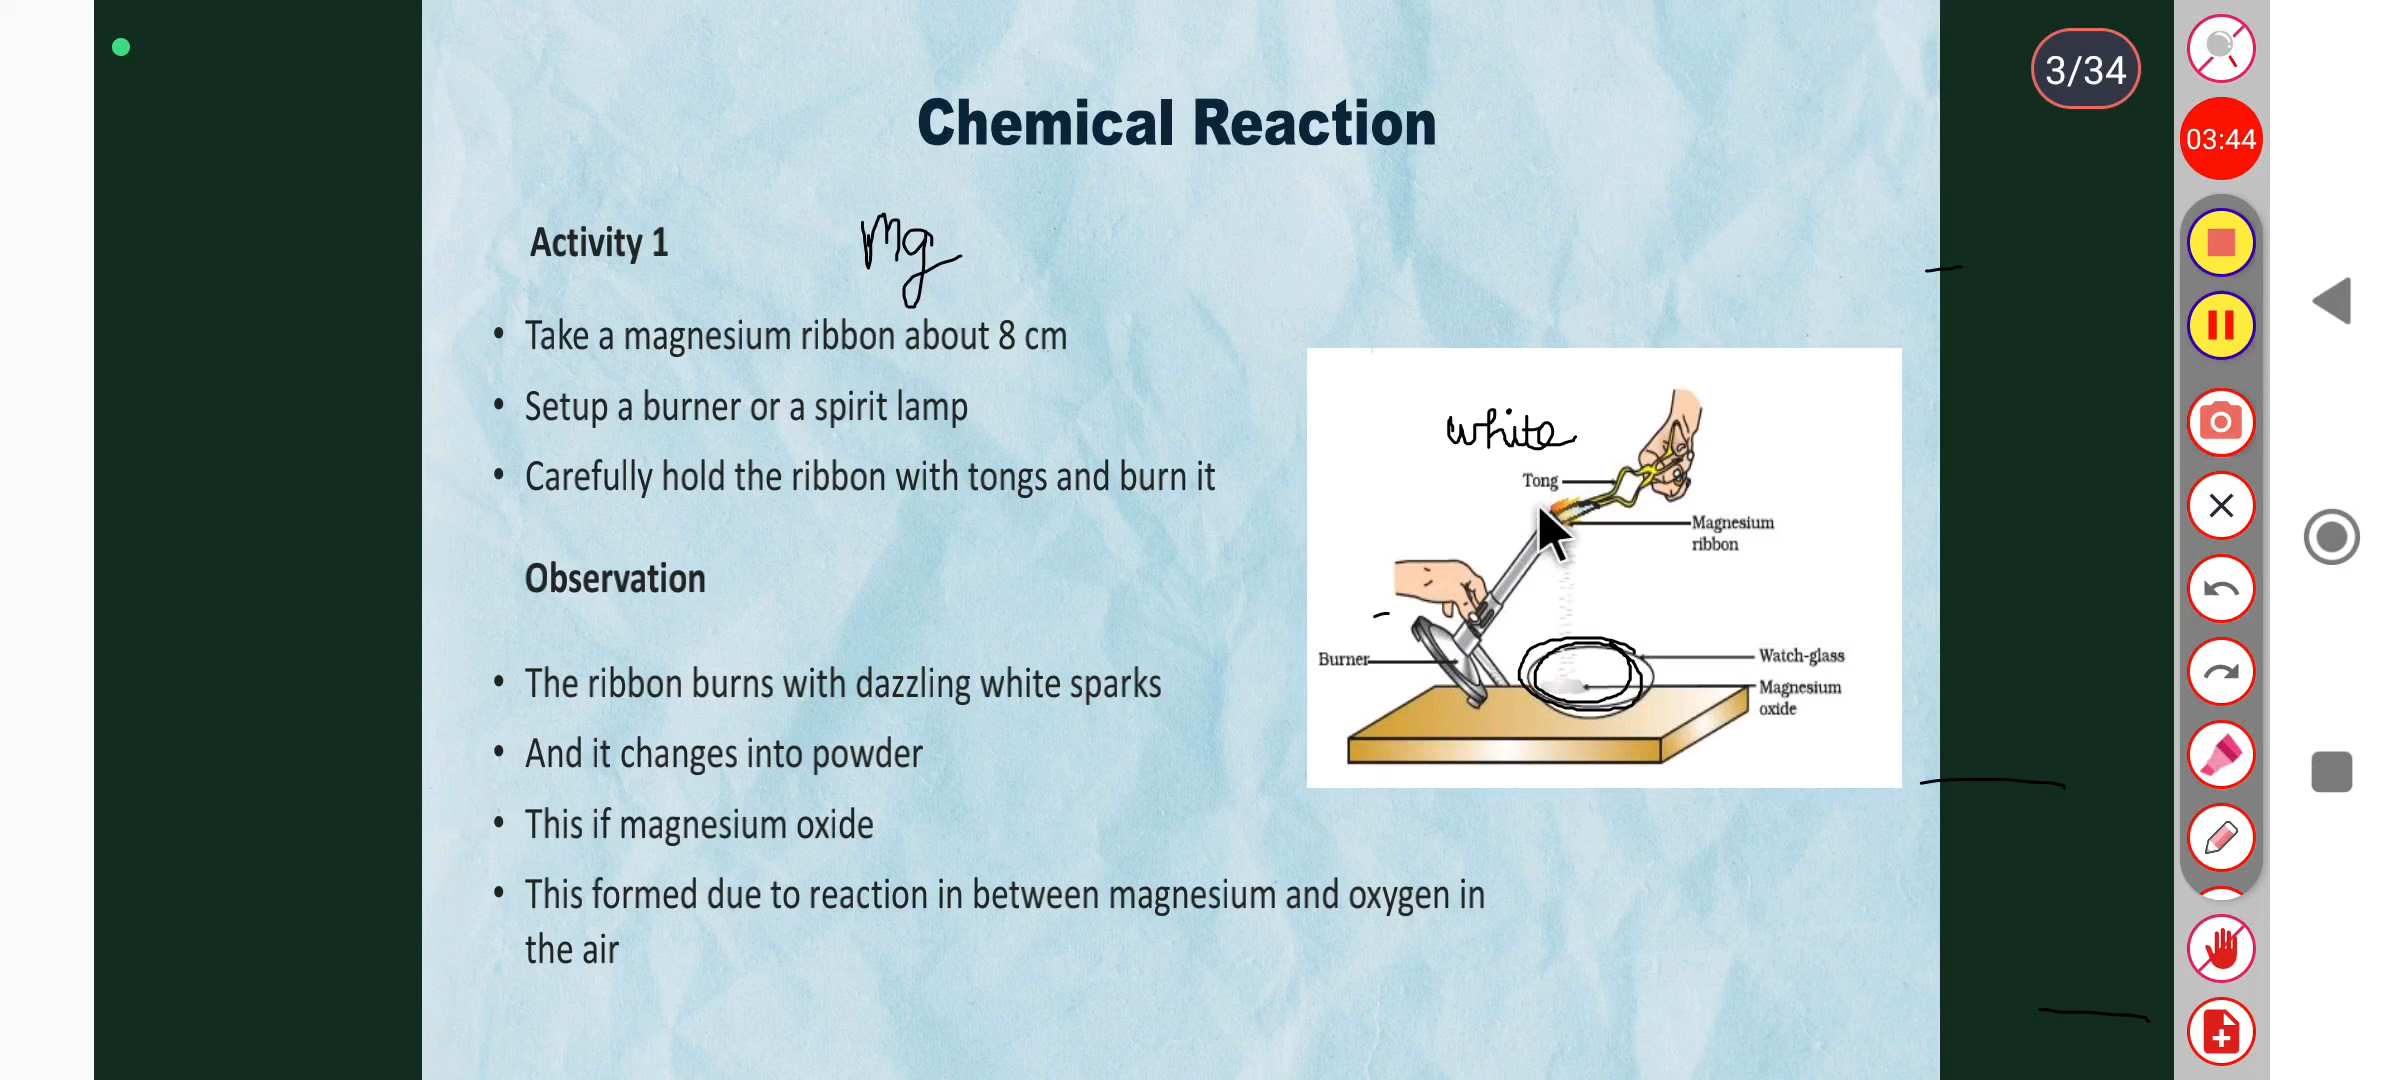 3/34
03:44
Chemical Reaction
Activity 1
Mg
• Take a magnesium ribbon about 8 cm
• Setup a burner or a spirit lamp
• Carefully hold the ribbon with tongs and burn it
Observation
• The ribbon burns with dazzling white sparks
• And it changes into powder
• This if magnesium oxide
• This formed due to reaction in between magnesium and oxygen in
the air
white
Tong
Magnesium
ribbon
Burner
Watch-glass
Magnesium
oxide